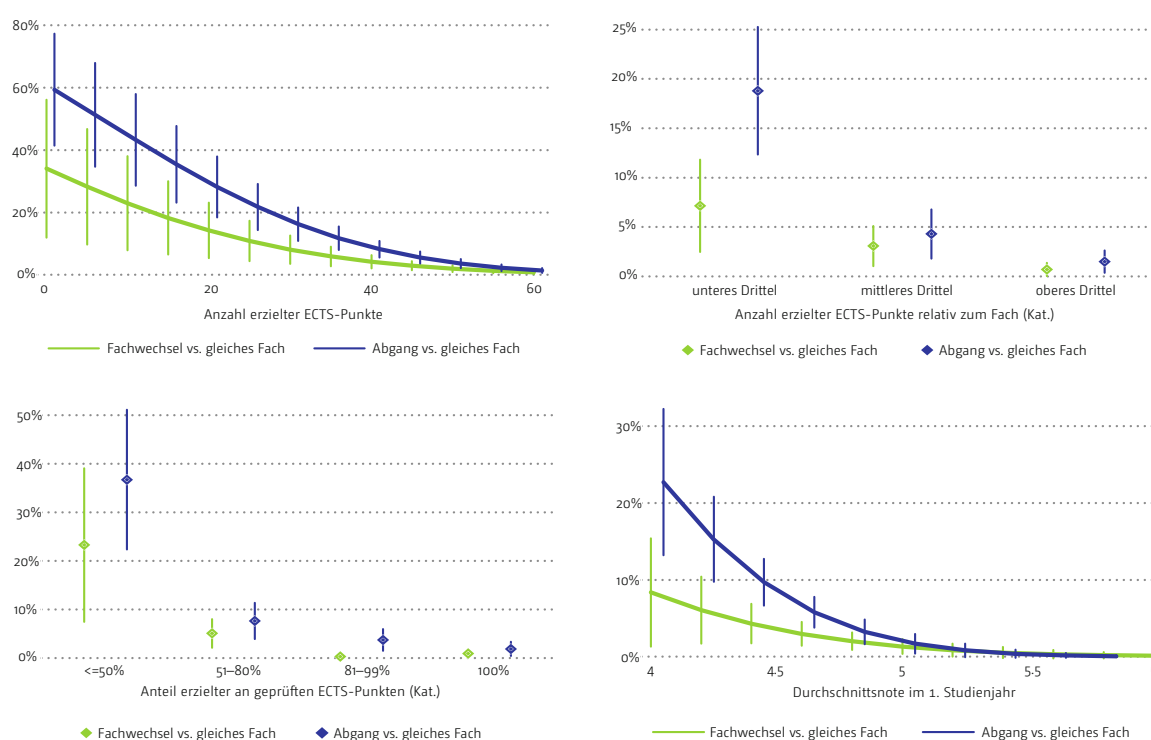 80%
60%
40%
20%
0%
0 20 40 60
Anzahl erzielter ECTS-Punkte
Fachwechsel vs. gleiches Fach Abgang vs. gleiches Fach
25%
20%
15%
10%
5%
0%
unteres Drittel mittleres Drittel oberes Drittel
Anzahl erzielter ECTS-Punkte relativ zum Fach (Kat.)
Fachwechsel vs. gleiches Fach Abgang vs. gleiches Fach
50%
40%
30%
20%
10%
0%
<=50% 51–80% 81–99% 100%
Anteil erzielter an geprüften ECTS-Punkten (Kat.)
Fachwechsel vs. gleiches Fach Abgang vs. gleiches Fach
30%
20%
10%
0%
4 4.5 5 5.5
Durchschnittsnote im 1. Studienjahr
Fachwechsel vs. gleiches Fach Abgang vs. gleiches Fach